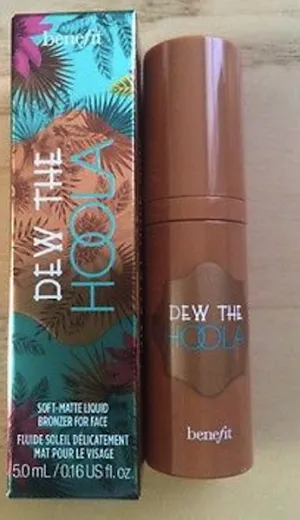 benefit
DEW THE
HOOLA
SOFT-MATTE LIQUID
BRONZER FOR FACE
FLUIDE SOLEIL DÉLICATEMENT
MAT POUR LE VISAGE
5.0 mL / 0.16 US fl. oz.
DEW THE
HOOLA
benefit